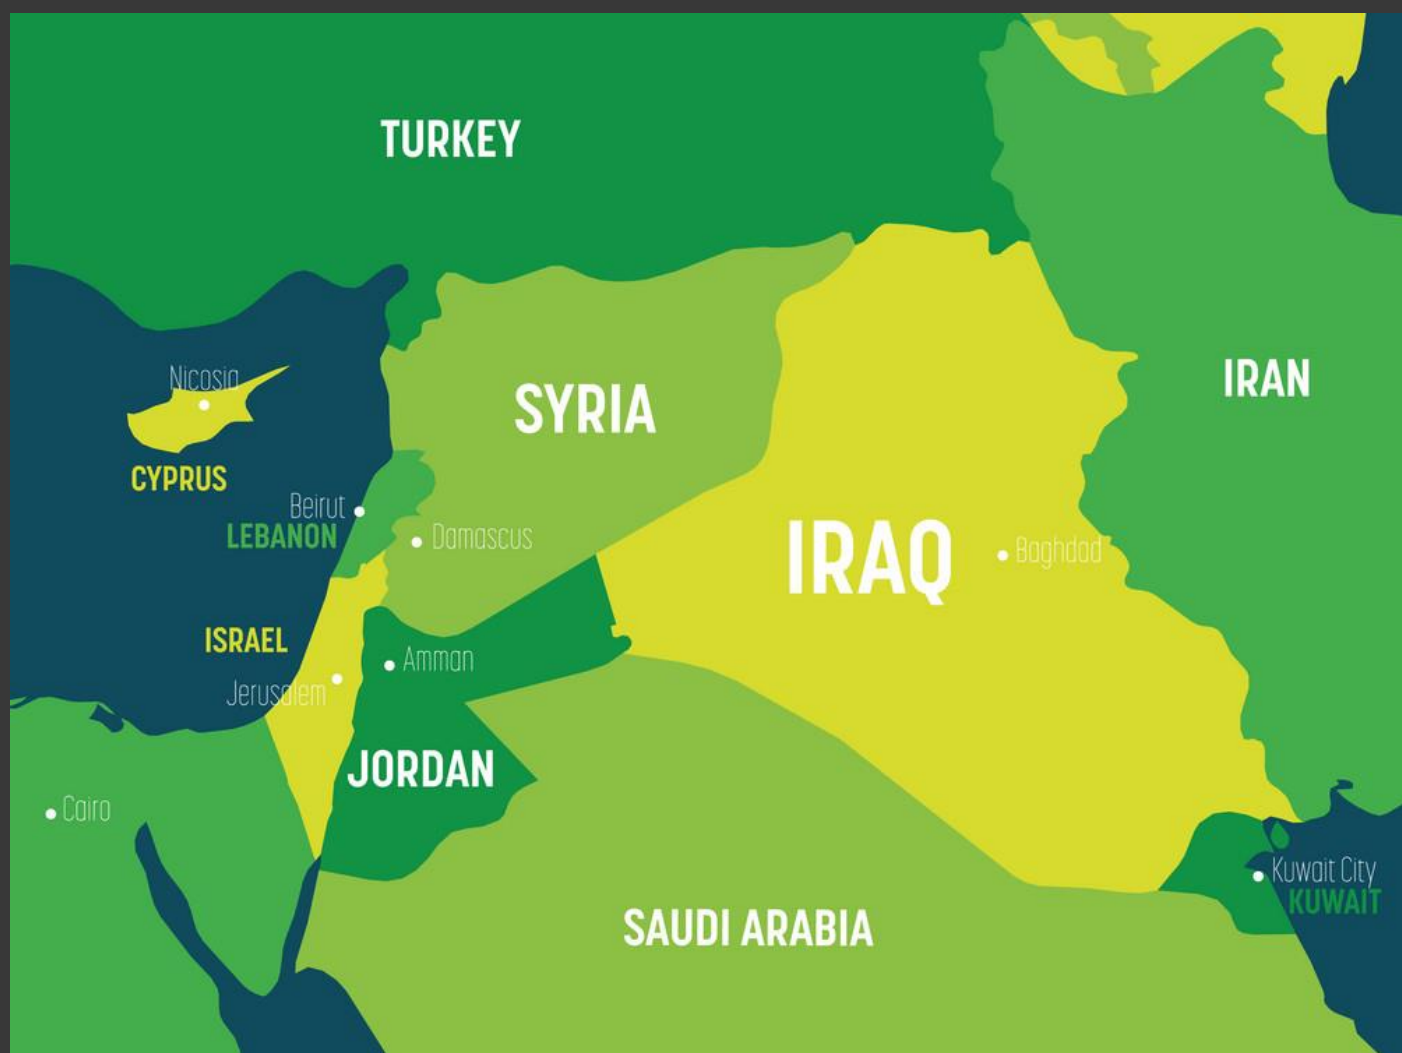 TURKEY
IRAN
Nicosia
SYRIA
CYPRUS
Beirut
LEBANON
Damascus
IRAQ
Baghdad
ISRAEL
Amman
Jerusalem
JORDAN
Cairo
Kuwait City
KUWAIT
SAUDI ARABIA